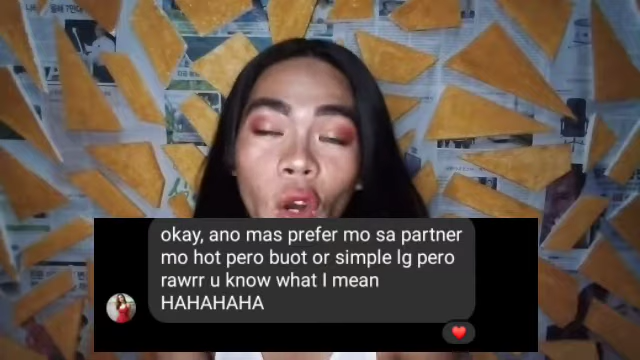 okay, ano mas prefer mo sa partner
mo hot pero buot or simple lg pero
rawrr u know what I mean
HAHAHAHA